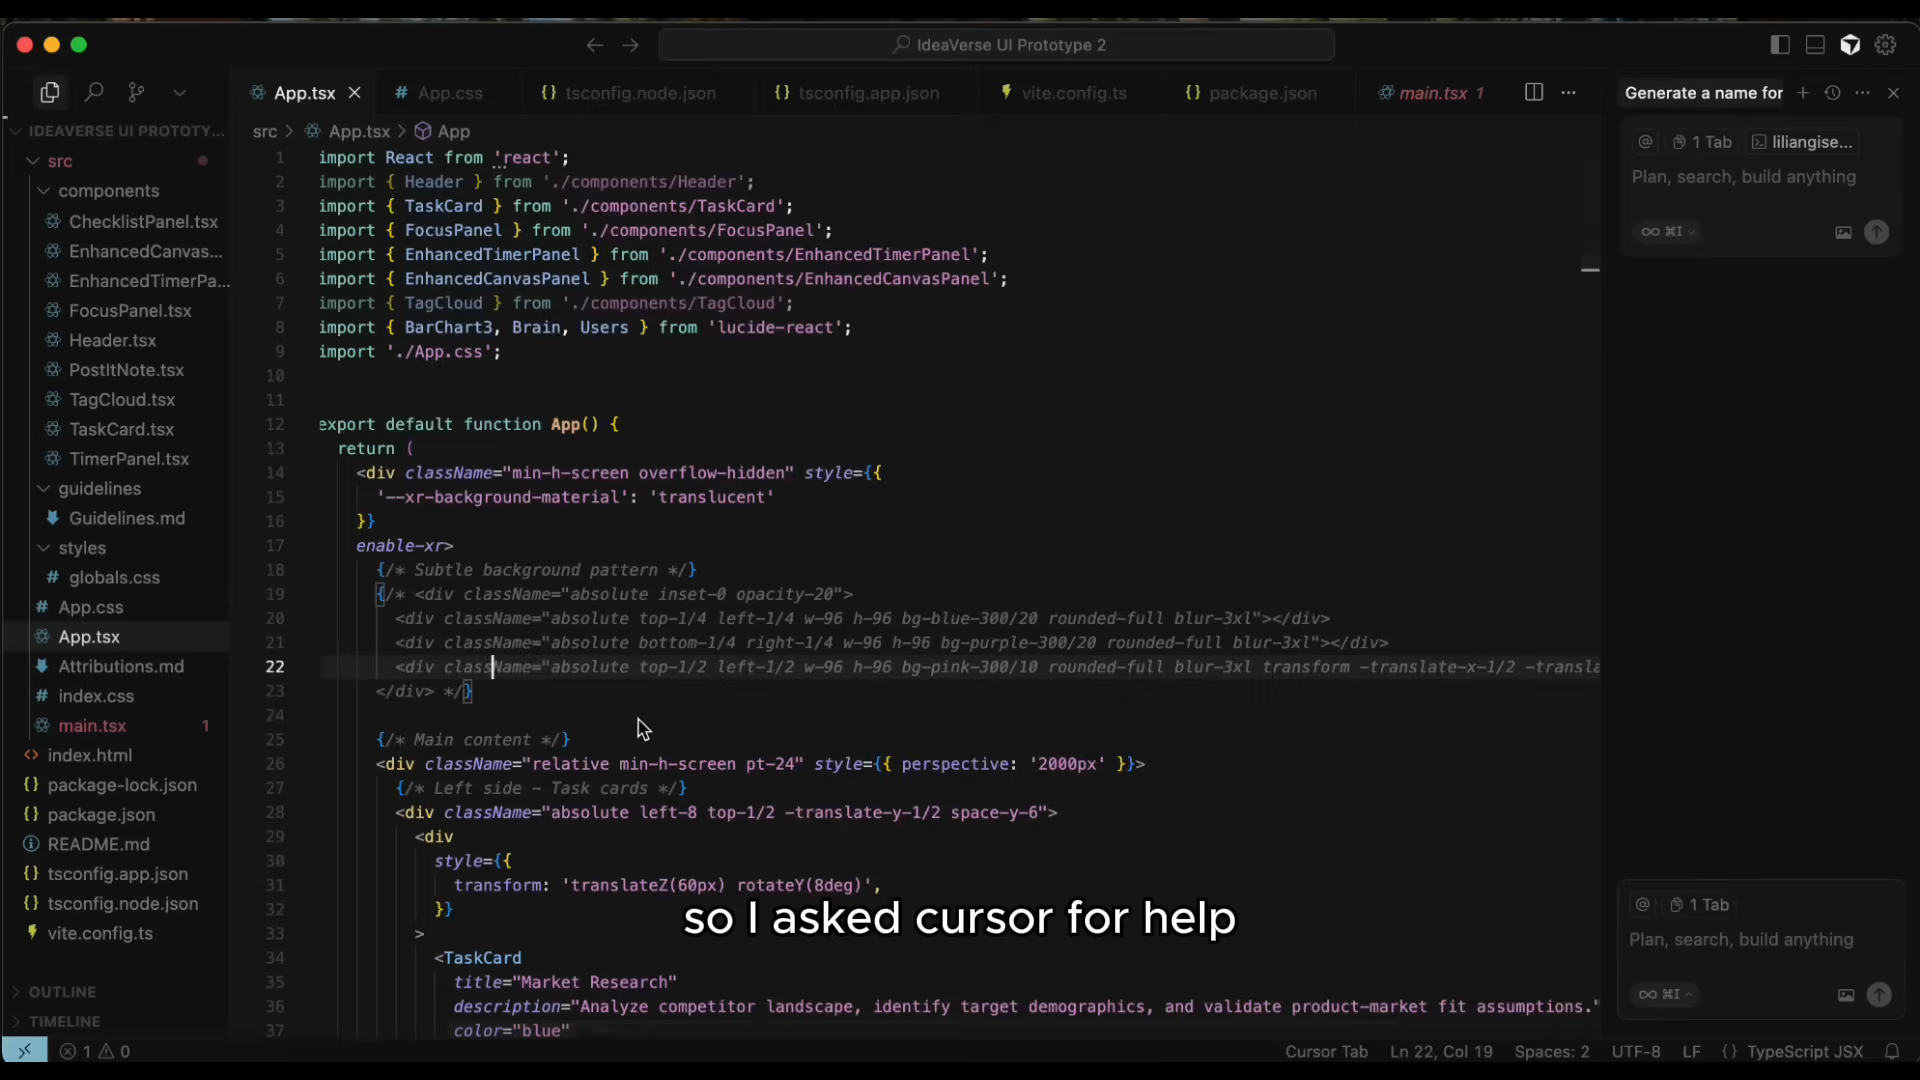 IdeaVerse UI Prototype 2
App.tsx
# App.css
{} tsconfig.node.json
{} tsconfig.app.json
vite.config.ts
{} package.json
main.tsx 1
Generate a name for
IDEAVERSE UI PROTOTY...
src
components
ChecklistPanel.tsx
EnhancedCanvas...
EnhancedTimerPa...
FocusPanel.tsx
Header.tsx
PostItNote.tsx
TagCloud.tsx
TaskCard.tsx
TimerPanel.tsx
guidelines
Guidelines.md
styles
# globals.css
# App.css
App.tsx
Attributions.md
# index.css
main.tsx 1
<> index.html
{} package-lock.json
{} package.json
README.md
{} tsconfig.app.json
{} tsconfig.node.json
vite.config.ts
OUTLINE
TIMELINE
src > App.tsx > App
1 import React from 'react';
2 import { Header } from './components/Header';
3 import { TaskCard } from './components/TaskCard';
4 import { FocusPanel } from './components/FocusPanel';
5 import { EnhancedTimerPanel } from './components/EnhancedTimerPanel';
6 import { EnhancedCanvasPanel } from './components/EnhancedCanvasPanel';
7 import { TagCloud } from './components/TagCloud';
8 import { BarChart3, Brain, Users } from 'lucide-react';
9 import './App.css';
10
11
12 export default function App() {
13 return (
14 <div className="min-h-screen overflow-hidden" style={{
15 '--xr-background-material': 'translucent'
16 }}
17 enable-xr>
18 {/* Subtle background pattern */}
19 {/* <div className="absolute inset-0 opacity-20">
20 <div className="absolute top-1/4 left-1/4 w-96 h-96 bg-blue-300/20 rounded-full blur-3xl"></div>
21 <div className="absolute bottom-1/4 right-1/4 w-96 h-96 bg-purple-300/20 rounded-full blur-3xl"></div>
22 <div className="absolute top-1/2 left-1/2 w-96 h-96 bg-pink-300/10 rounded-full blur-3xl transform -translate-x-1/2 -transla
23 </div> */}
24
25 {/* Main content */}
26 <div className="relative min-h-screen pt-24" style={{ perspective: '2000px' }}>
27 {/* Left side - Task cards */}
28 <div className="absolute left-8 top-1/2 -translate-y-1/2 space-y-6">
29 <div
30 style={{
31 transform: 'translateZ(60px) rotateY(8deg)',
32 }}
33 >
34 <TaskCard
35 title="Market Research"
36 description="Analyze competitor landscape, identify target demographics, and validate product-market fit assumptions."
37 color="blue"
so I asked cursor for help
@ 1 Tab liliangise...
Plan, search, build anything
∞ ⌘I
@ 1 Tab
Plan, search, build anything
∞ ⌘I
1 0
Cursor Tab
Ln 22, Col 19
Spaces: 2
UTF-8
LF
{} TypeScript JSX